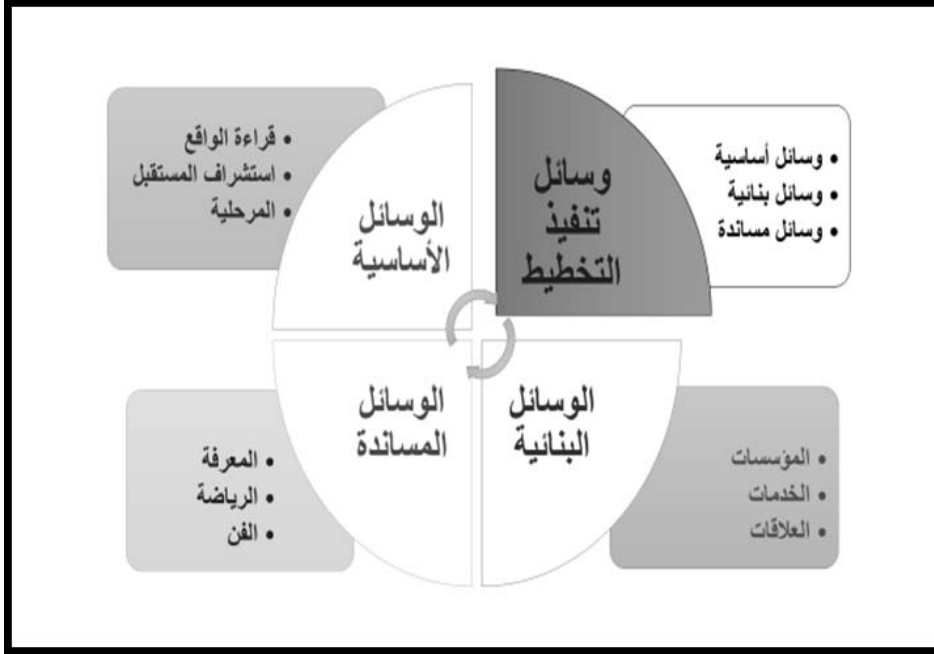 وسائل
تنفيذ
التخطيط
• وسائل أساسية
• وسائل بنائية
• وسائل مساندة
الوسائل
الأساسية
• قراءة الواقع
• استشراف المستقبل
• المرحلية
الوسائل
البنائية
• المؤسسات
• الخدمات
• العلاقات
الوسائل
المساندة
• المعرفة
• الرياضة
• الفن